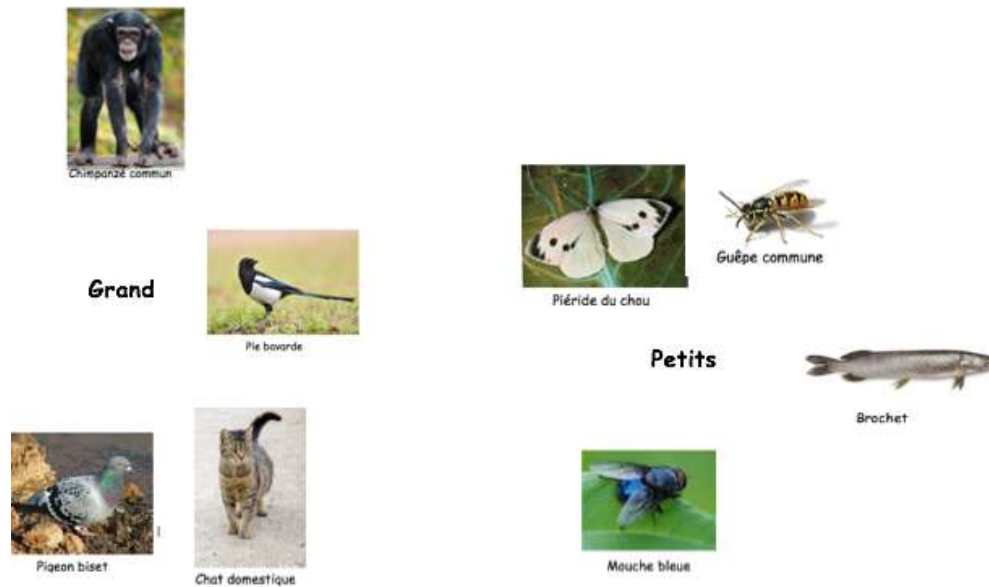 Chimpanzé commun
Grand
Pie bavarde
Pigeon biset
Chat domestique
Piéride du chou
Guêpe commune
Petits
Brochet
Mouche bleue